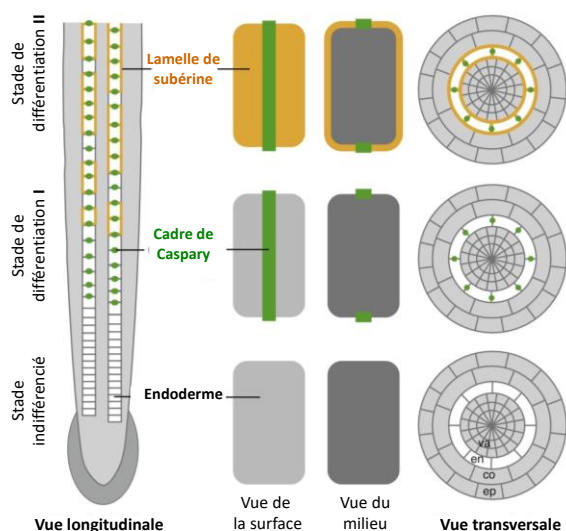 Stade de
différentiation II
Lamelle de
subérine
Stade de
différentiation I
Cadre de
Caspary
Stade
indifférencié
Endoderme
va
en
co
ep
Vue longitudinale
Vue de
la surface
Vue du
milieu
Vue transversale